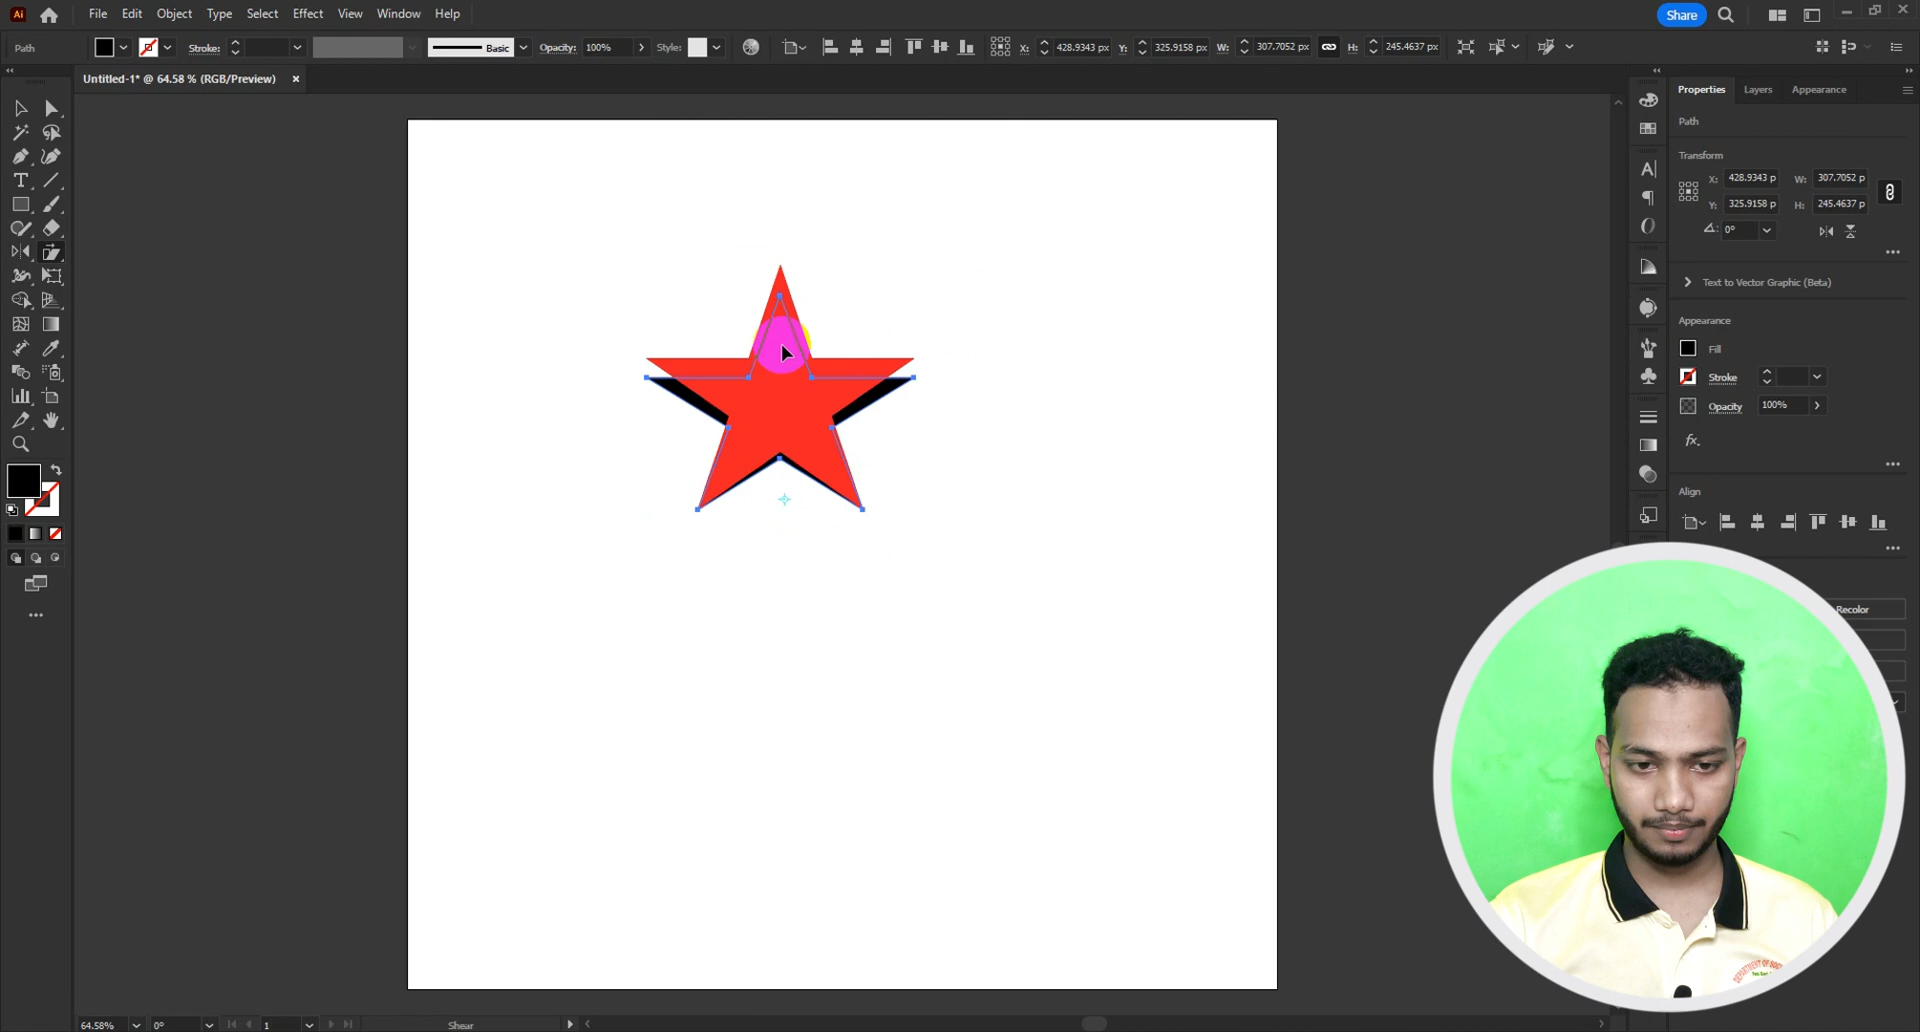 Ai File Edit Object Type Select Effect View Window Help Share
Path Stroke: Basic Opacity: 100% Style: X: 428.9343 px Y: 325.9158 px W: 307.7052 px H: 245.4637 px
Untitled-1* @ 64.58 % (RGB/Preview) ×
Properties Layers Appearance
Path
Transform
X: 428.9343 p W: 307.7052 p
Y: 325.9158 p H: 245.4637 p
0°
Text to Vector Graphic (Beta)
Appearance
Fill
Stroke
Opacity 100%
fx.
Align
Recolor
64.58% 0° 1 Shear